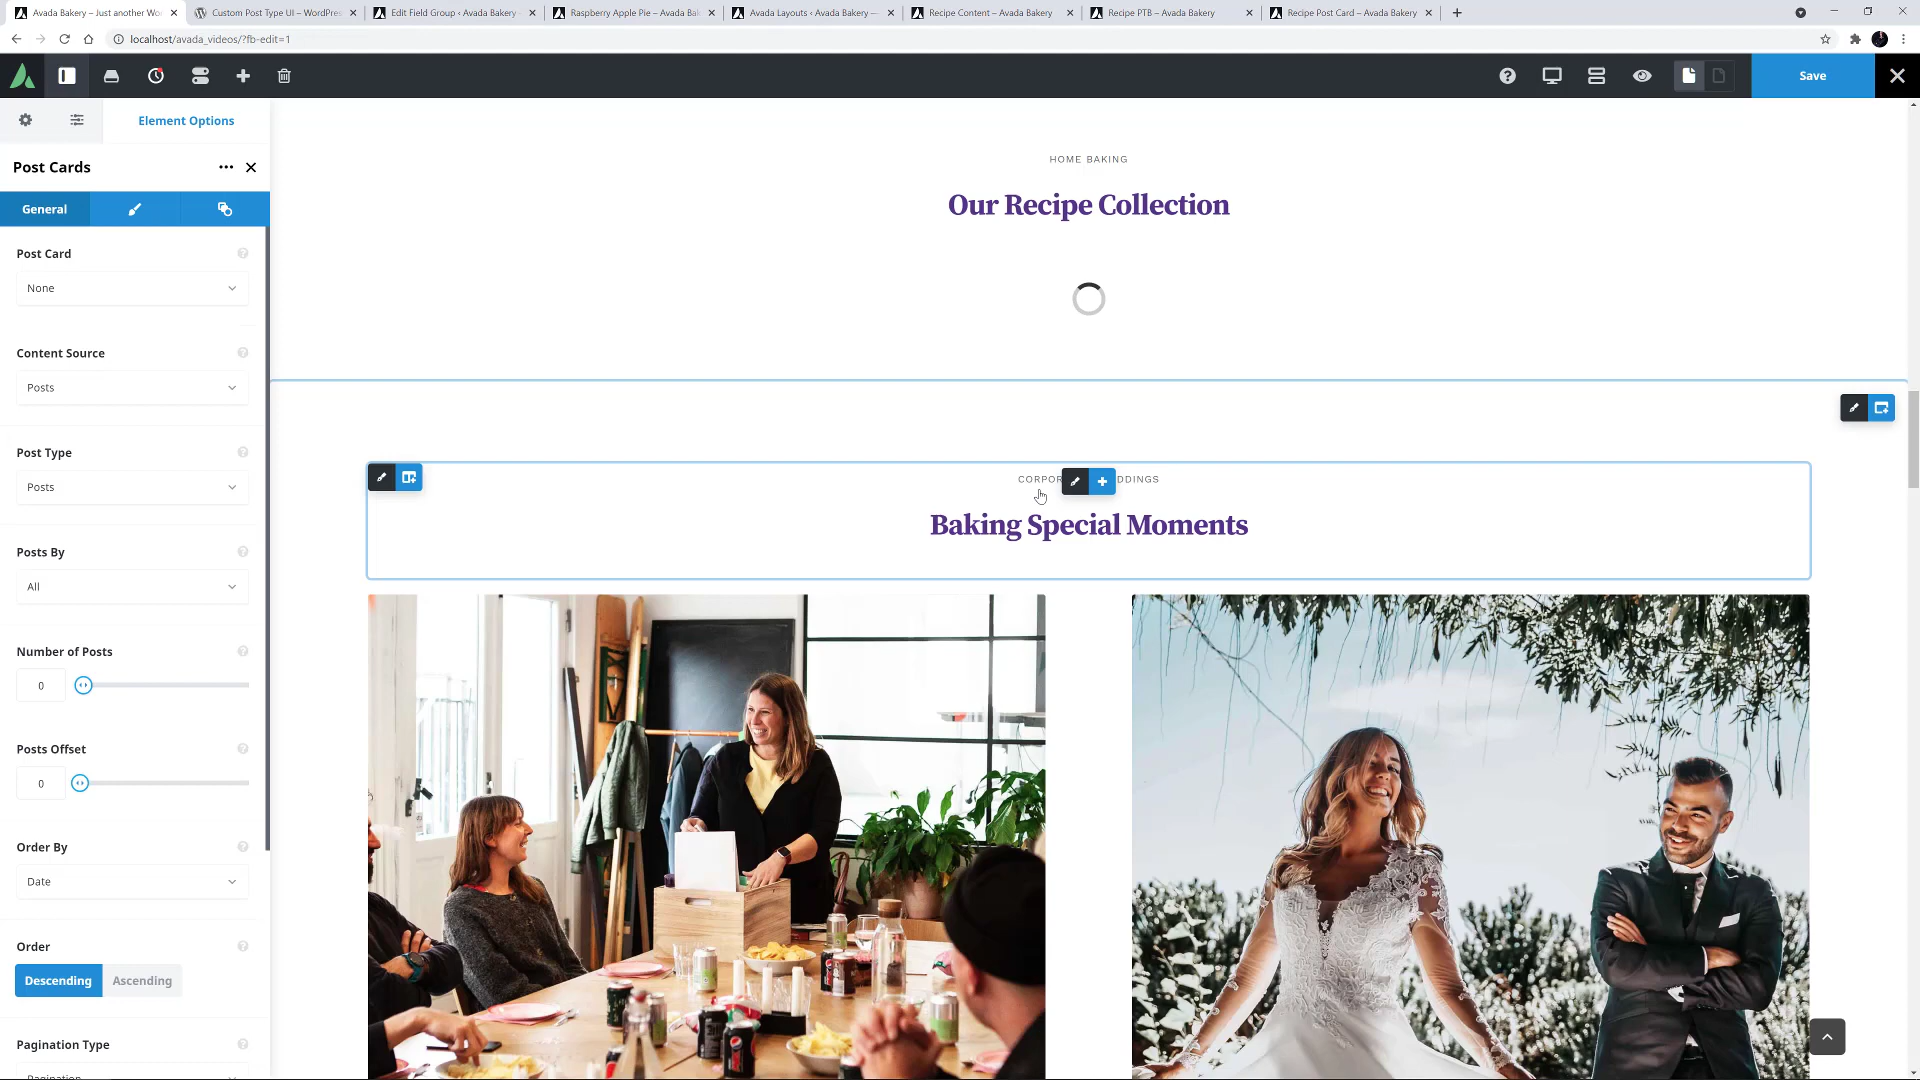 Avada Bakery – Just another Wo
Custom Post Type UI – WordPres
Edit Field Group ‹ Avada Bakery
Raspberry Apple Pie – Avada Bak
Avada Layouts ‹ Avada Bakery —
Recipe Content – Avada Bakery
Recipe PTB – Avada Bakery
Recipe Post Card – Avada Bakery
localhost/avada_videos/?fb-edit=1
Save
Element Options
Post Cards
General
Post Card
None
Content Source
Posts
Post Type
Posts
Posts By
All
Number of Posts
0
Posts Offset
0
Order By
Date
Order
Descending
Ascending
Pagination Type
Pagination
HOME BAKING
Our Recipe Collection
CORPOR DDINGS
Baking Special Moments